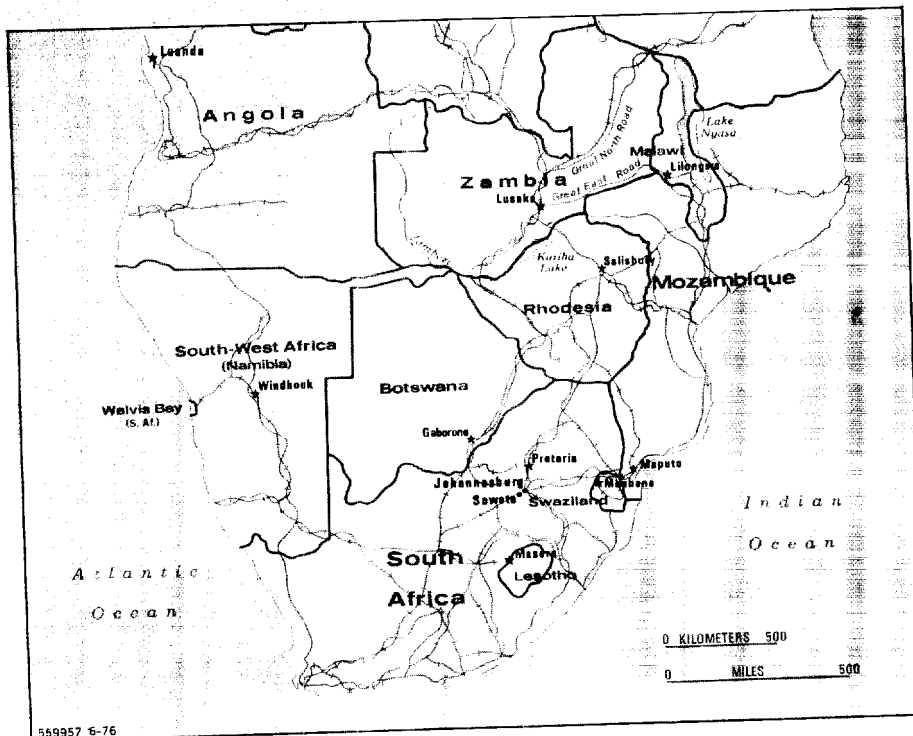 Luanda
Angola
Lake
Nyasa
Malawi
Great North Road
Lilongwe
Zambia
Great East Road
Lusaka
Kariba
Lake
Salisbury
Mozambique
Rhodesia
South-West Africa
(Namibia)
Windhoek
Botswana
Walvis Bay
(S. Af.)
Gaborone
Pretoria
Maputo
Johannesburg
Mbabane
Soweto
Swaziland
Indian
Ocean
South
Africa
Maseru
Lesotho
Atlantic
Ocean
0 KILOMETERS 500
0 MILES 500
559957 6-76